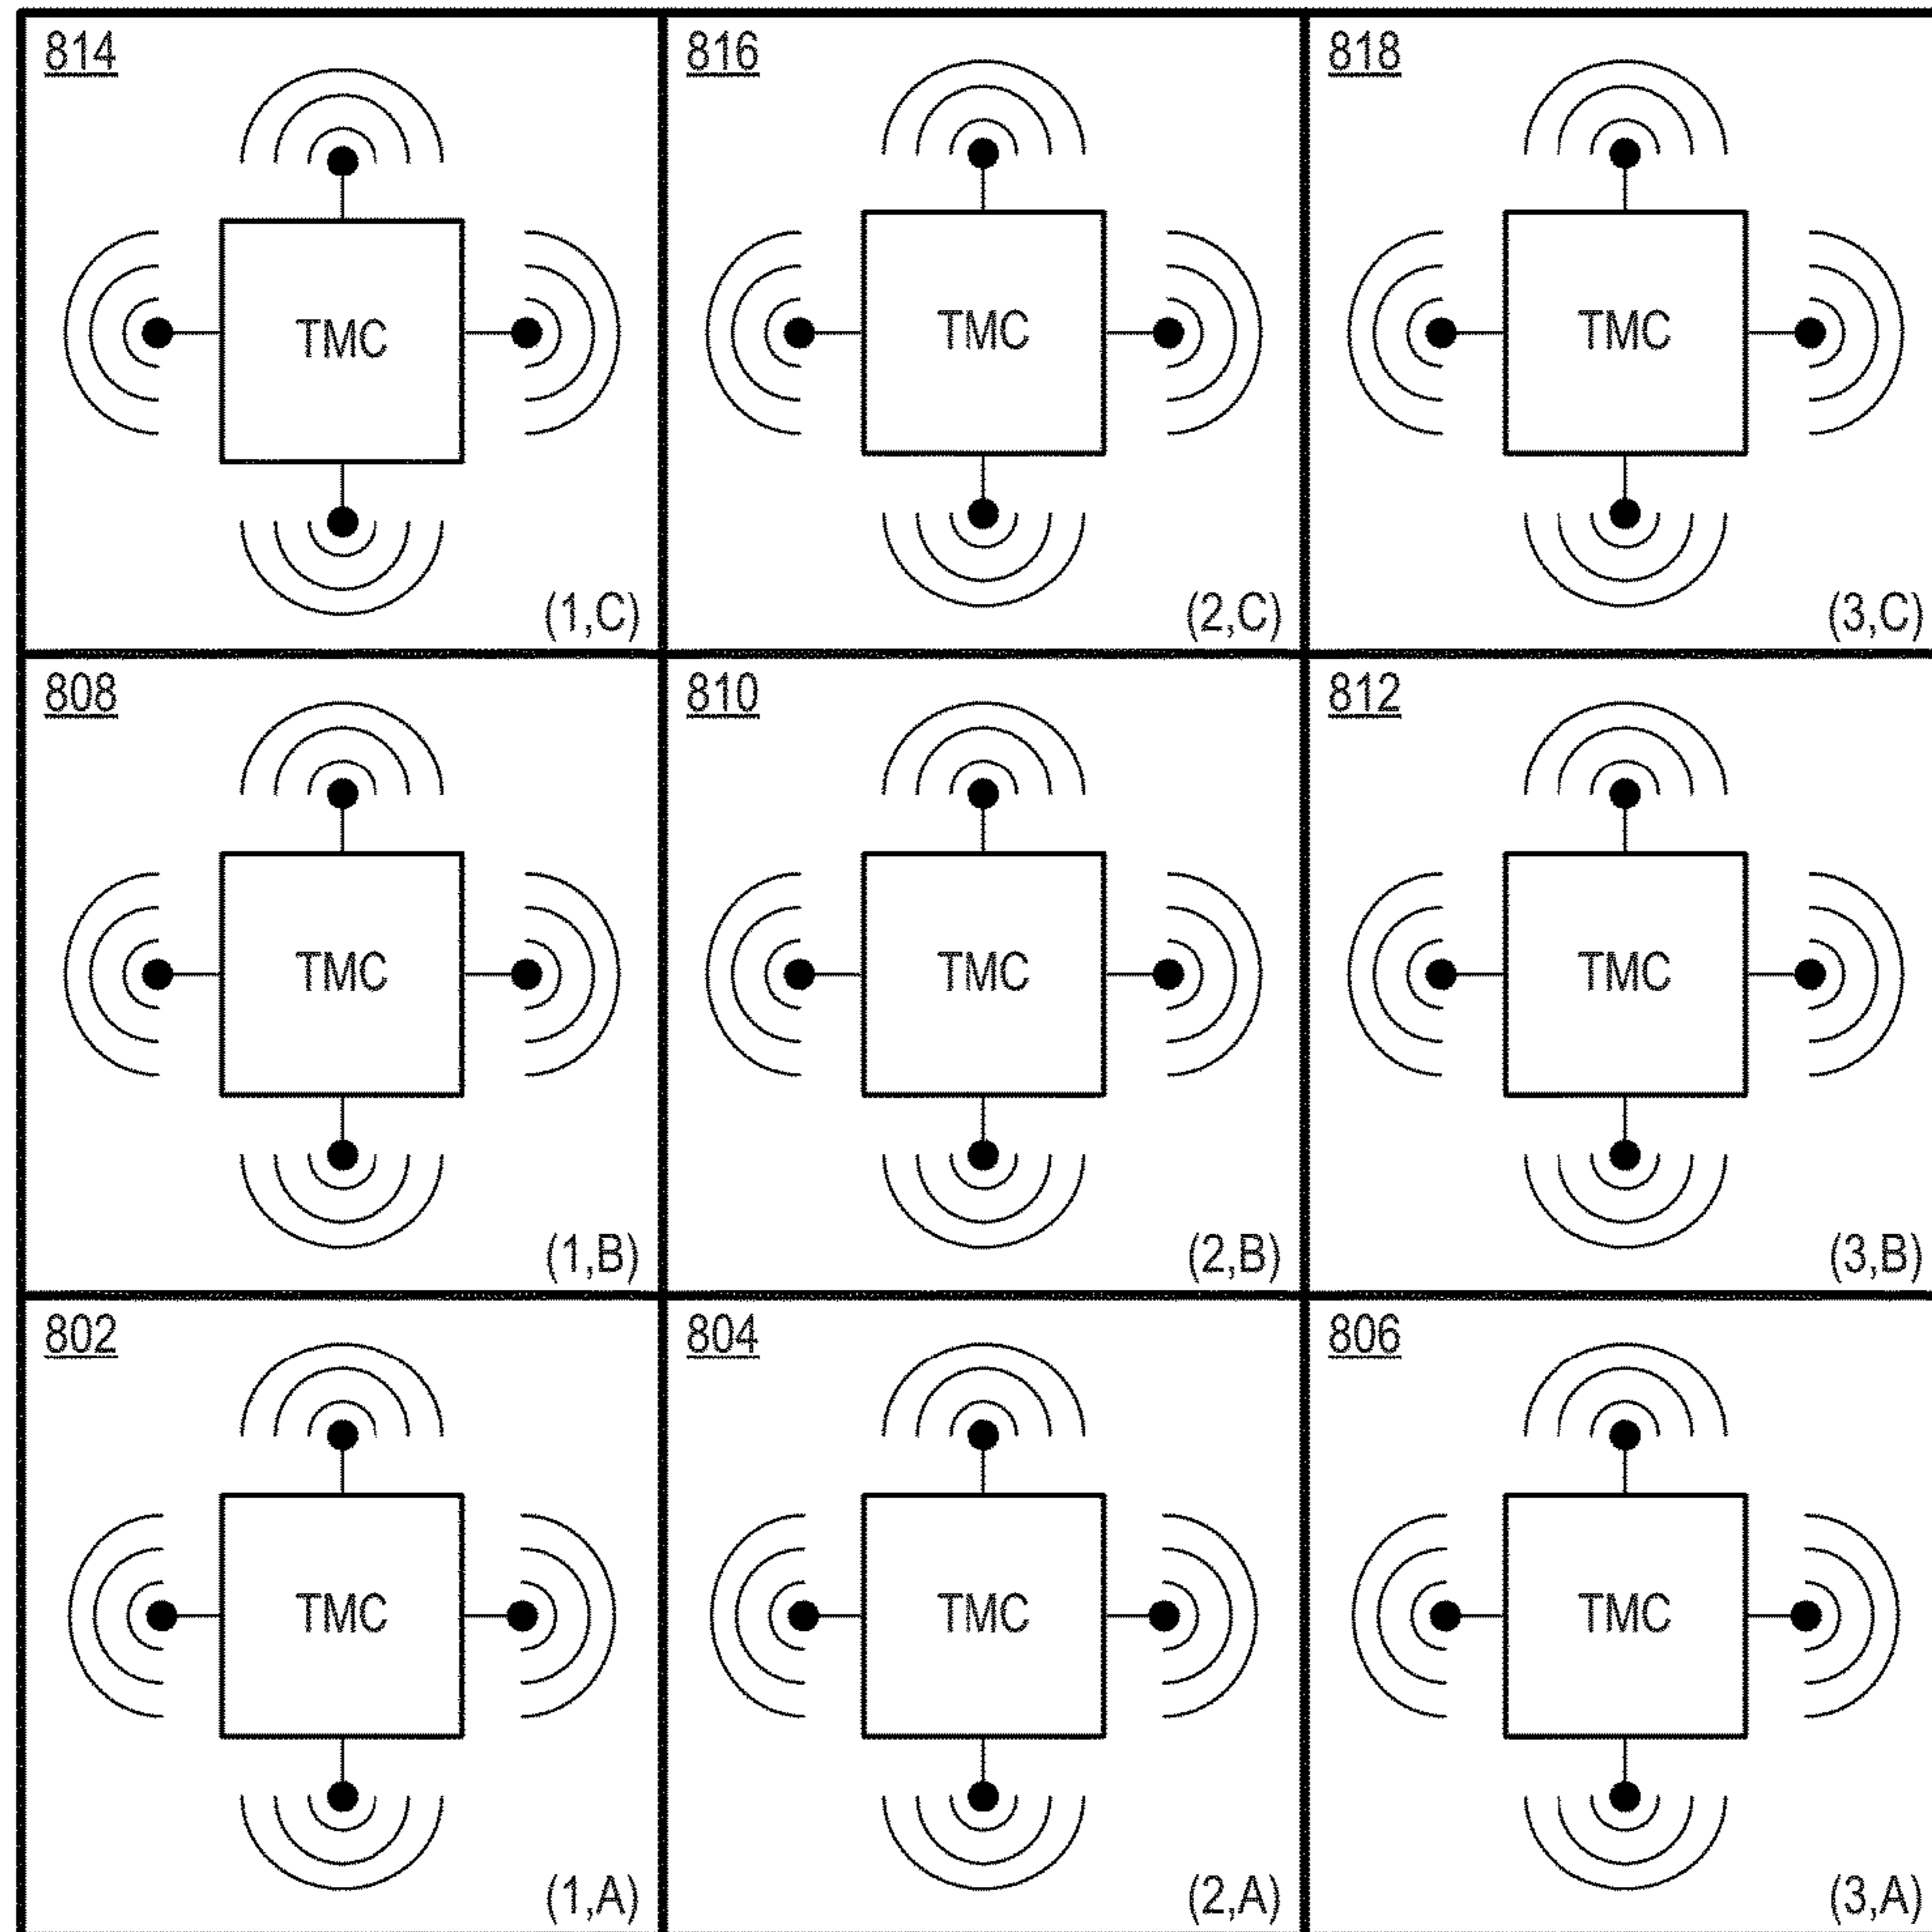 814
816
818
TMC
TMC
TMC
(1,C)
(2,C)
(3,C)
808
810
812
TMC
TMC
TMC
(1,B)
(2,B)
(3,B)
802
804
806
TMC
TMC
TMC
(1,A)
(2,A)
(3,A)